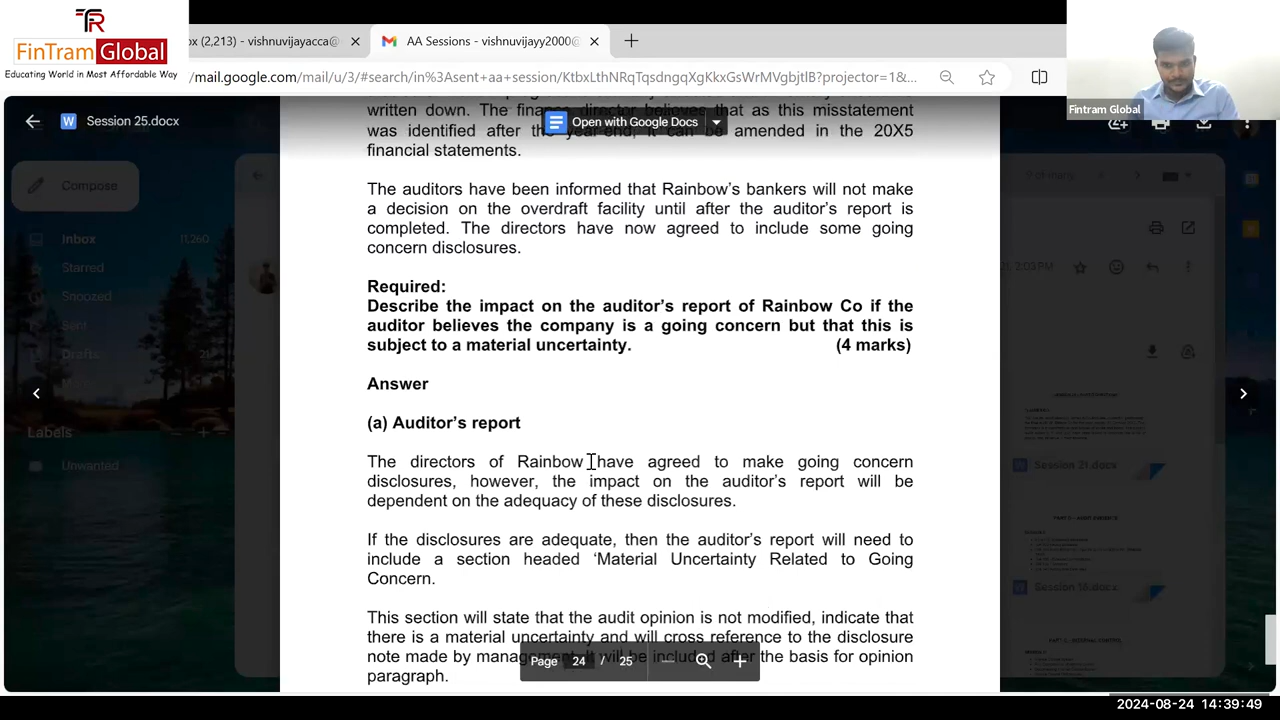 FinTram Global
Educating World in Most Affordable Way
x (2,213) - vishnuvijayacca@
AA Sessions - vishnuvijayy2000@
/mail.google.com/mail/u/3/#search/in%3Asent+aa+session/KtbxLthNRqTqsdngqXgKkxGsWrMVgbjtlB?projector=1&...
Fintram Global
Session 25.docx
Open with Google Docs
Compose
Inbox 11,260
Starred
Snoozed
Sent
Drafts 21
Labels
Unwanted
written down. The finance director believes that as this misstatement
was identified after the year-end, it can be amended in the 20X5
financial statements.
The auditors have been informed that Rainbow's bankers will not make
a decision on the overdraft facility until after the auditor's report is
completed. The directors have now agreed to include some going
concern disclosures.
Required:
Describe the impact on the auditor's report of Rainbow Co if the
auditor believes the company is a going concern but that this is
subject to a material uncertainty. (4 marks)
Answer
(a) Auditor's report
The directors of Rainbow have agreed to make going concern
disclosures, however, the impact on the auditor's report will be
dependent on the adequacy of these disclosures.
If the disclosures are adequate, then the auditor's report will need to
include a section headed 'Material Uncertainty Related to Going
Concern.
This section will state that the audit opinion is not modified, indicate that
there is a material uncertainty and will cross reference to the disclosure
note made by management. It will be included after the basis for opinion
paragraph.
Page 24 / 25
Session 21.docx
Session 16.docx
2024-08-24 14:39:49